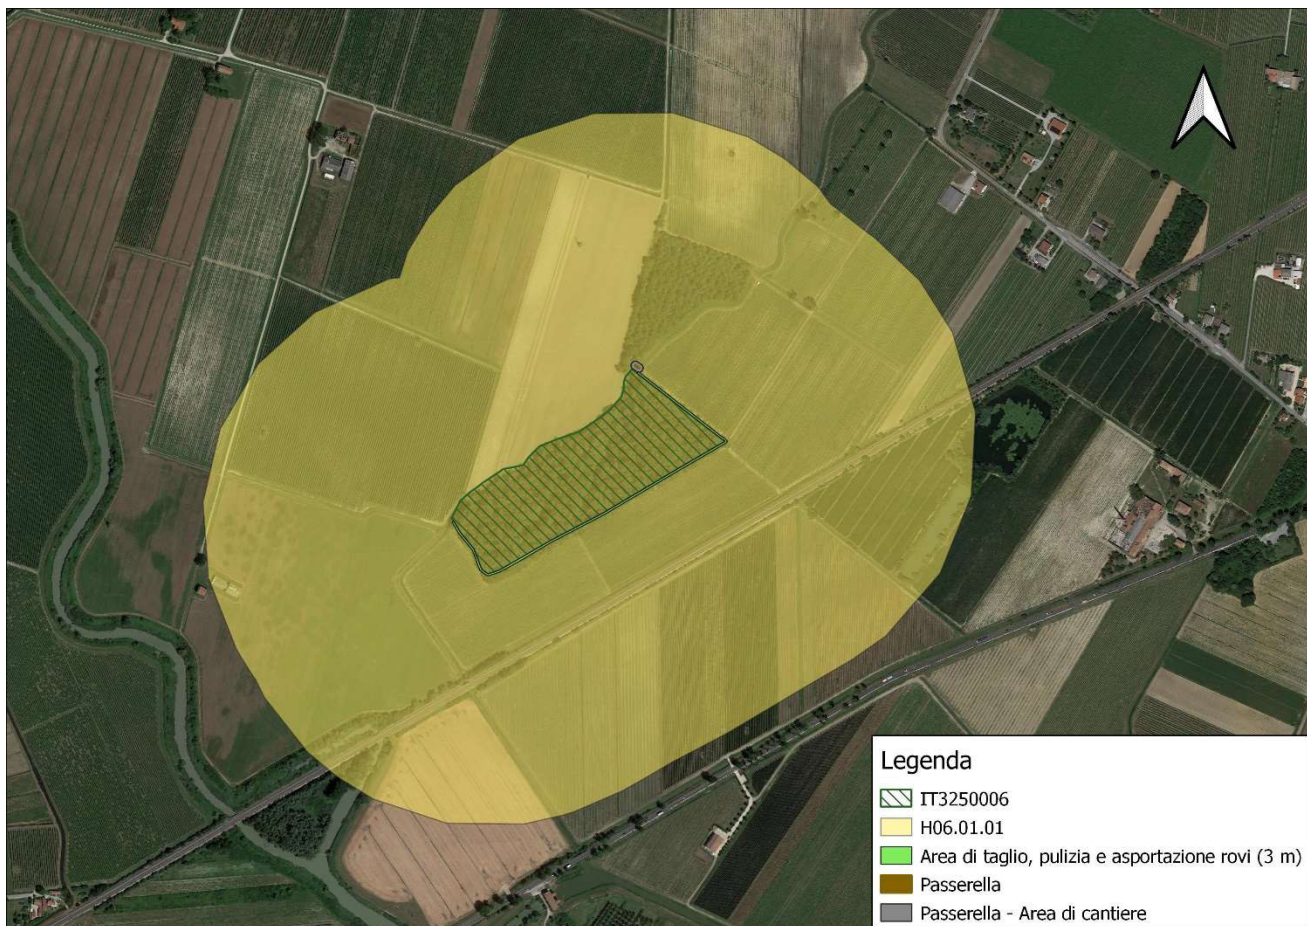 Legenda
IT3250006
H06.01.01
Area di taglio, pulizia e asportazione rovi (3 m)
Passerella
Passerella - Area di cantiere